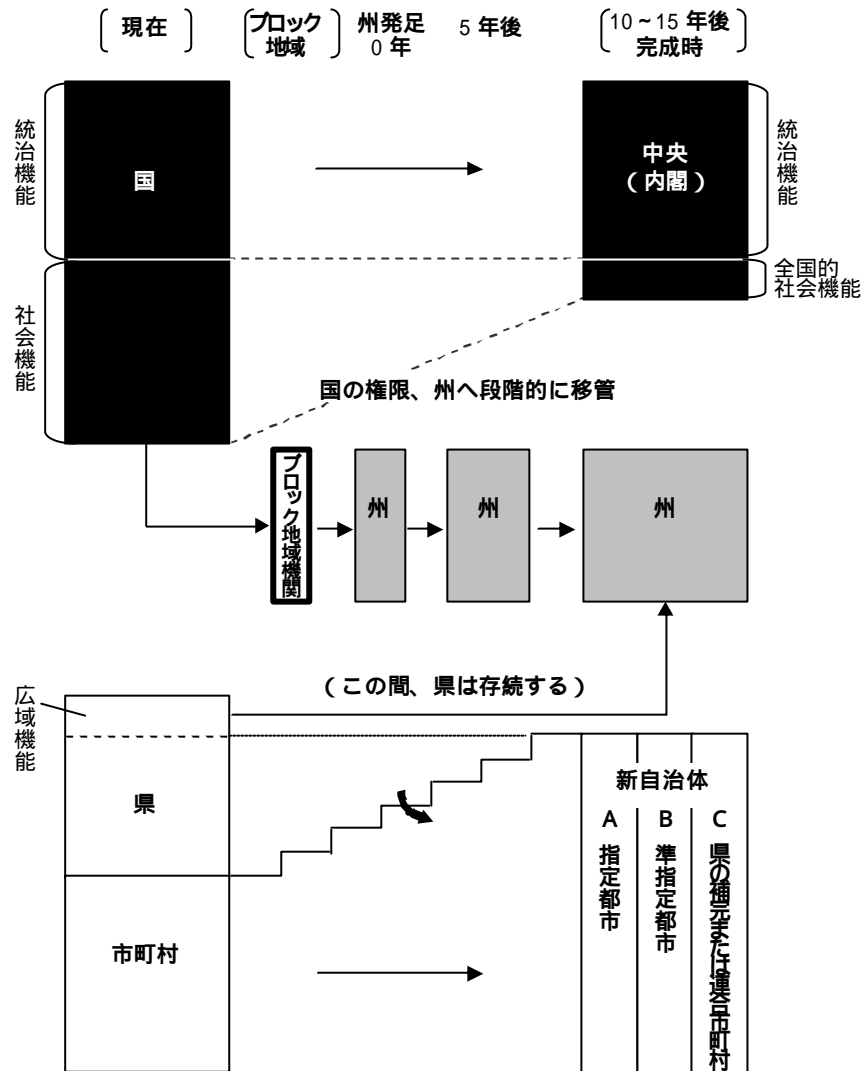 現在
ブロック
地域
州発足
0 年
5 年後
10~15 年後
完成時
統治機能
国
中央
(内閣)
統治機能
全国的
社会機能
社会機能
国の権限、州へ段階的に移管
ブロック地域機関
州
州
州
(この間、県は存続する)
広域機能
県
新自治体
A
指定都市
B
準指定都市
C
県の補完または連合市町村
市町村